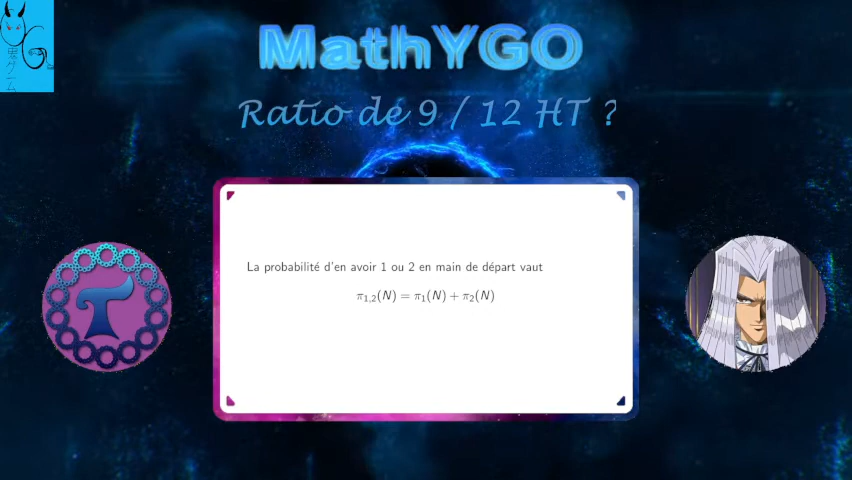 MathYGO
Ratio de 9 / 12 HT ?
La probabilité d'en avoir 1 ou 2 en main de départ vaut
π₁,₂(N) = π₁(N) + π₂(N)